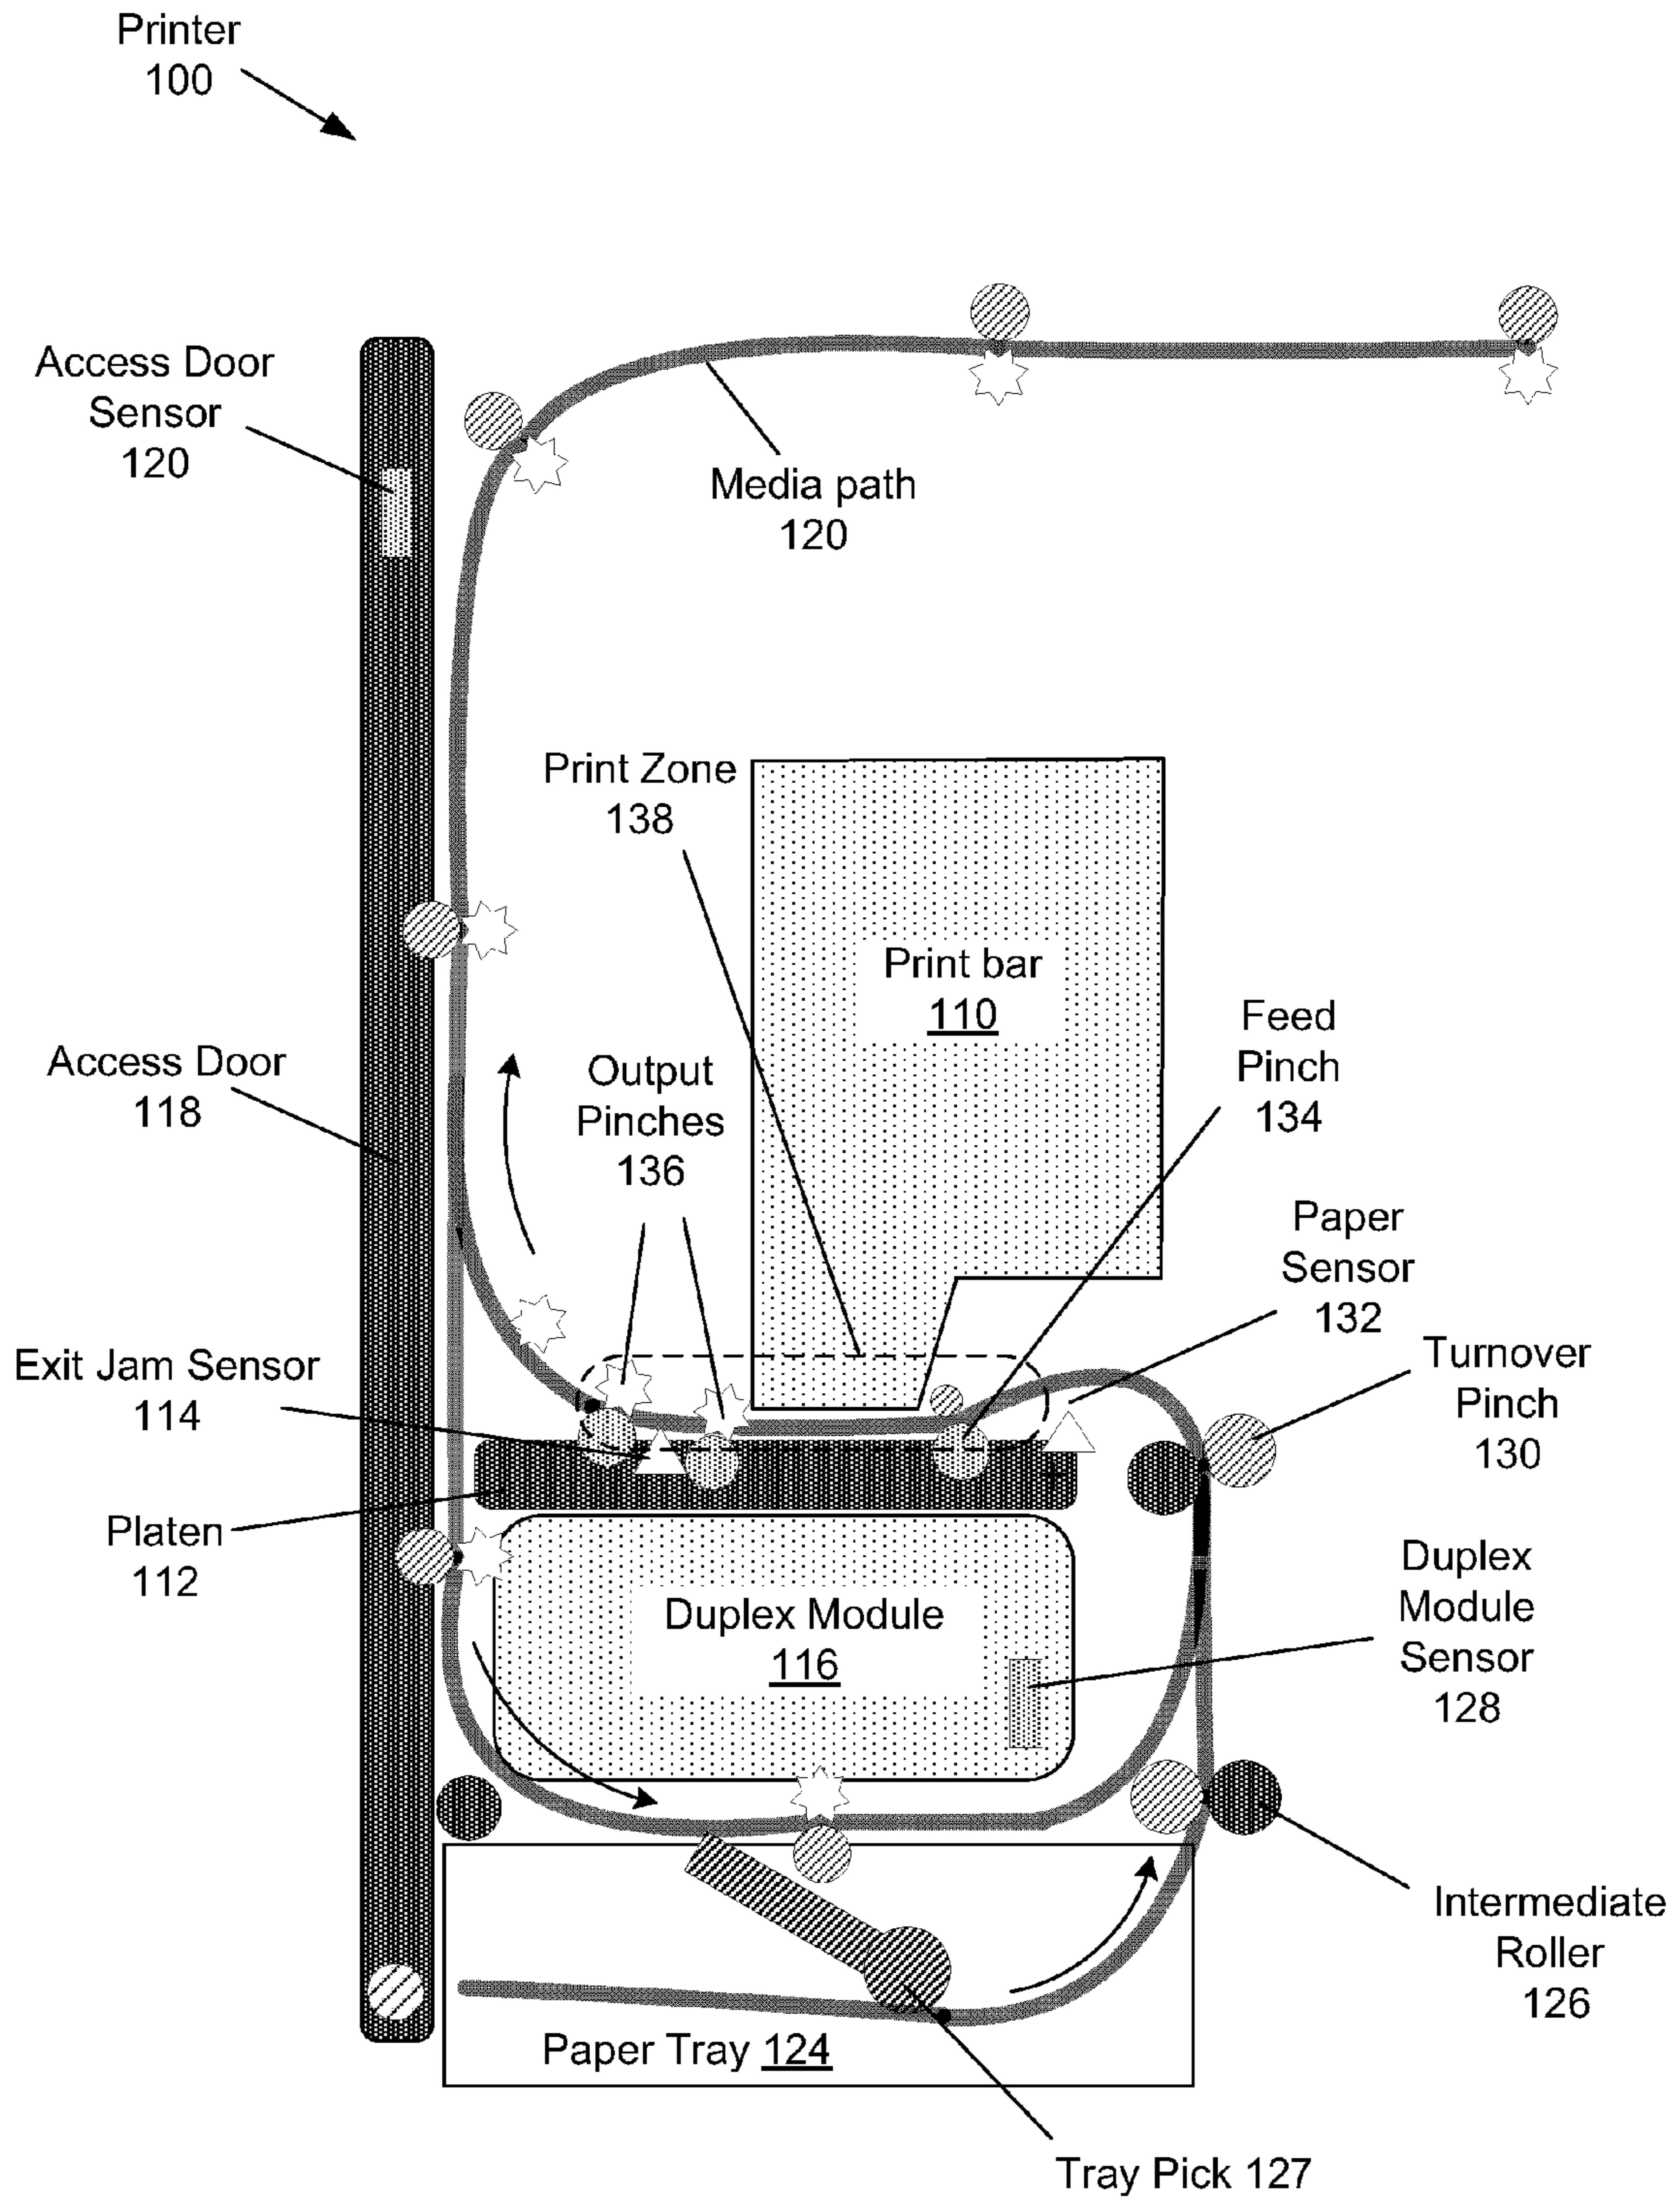 Printer
100
Access Door
Sensor
120
Media path
120
Print Zone
138
Print bar
110
Feed
Pinch
134
Access Door
118
Output
Pinches
136
Paper
Sensor
132
Turnover
Pinch
130
Exit Jam Sensor
114
Platen
112
Duplex Module
116
Duplex
Module
Sensor
128
Intermediate
Roller
126
Paper Tray 124
Tray Pick 127